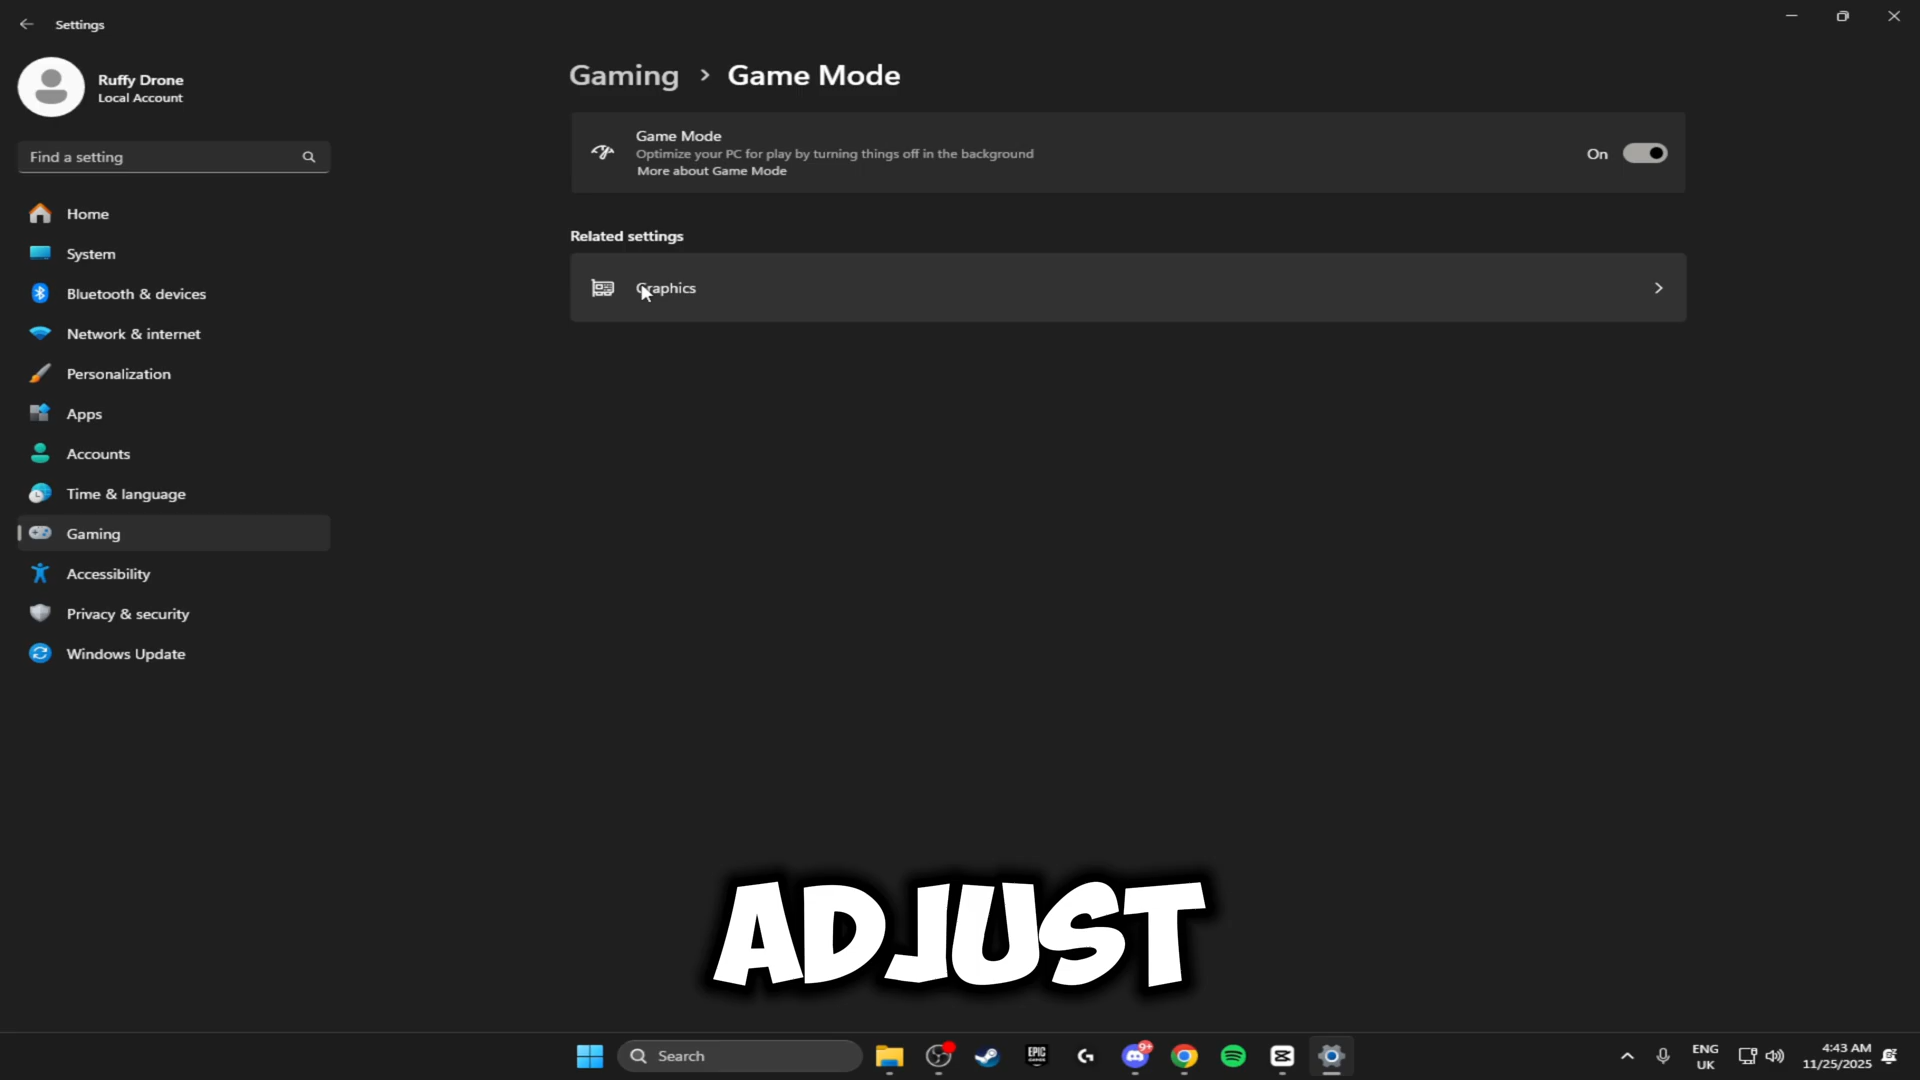 Settings
Ruffy Drone
Local Account
Find a setting
Home
System
Bluetooth & devices
Network & internet
Personalization
Apps
Accounts
Time & language
Gaming
Accessibility
Privacy & security
Windows Update
Gaming > Game Mode
Game Mode
Optimize your PC for play by turning things off in the background
More about Game Mode
On
Related settings
Graphics
ADJUST
Search
EPIC
GAMES
9+
ENG
UK
4:43 AM
11/25/2025